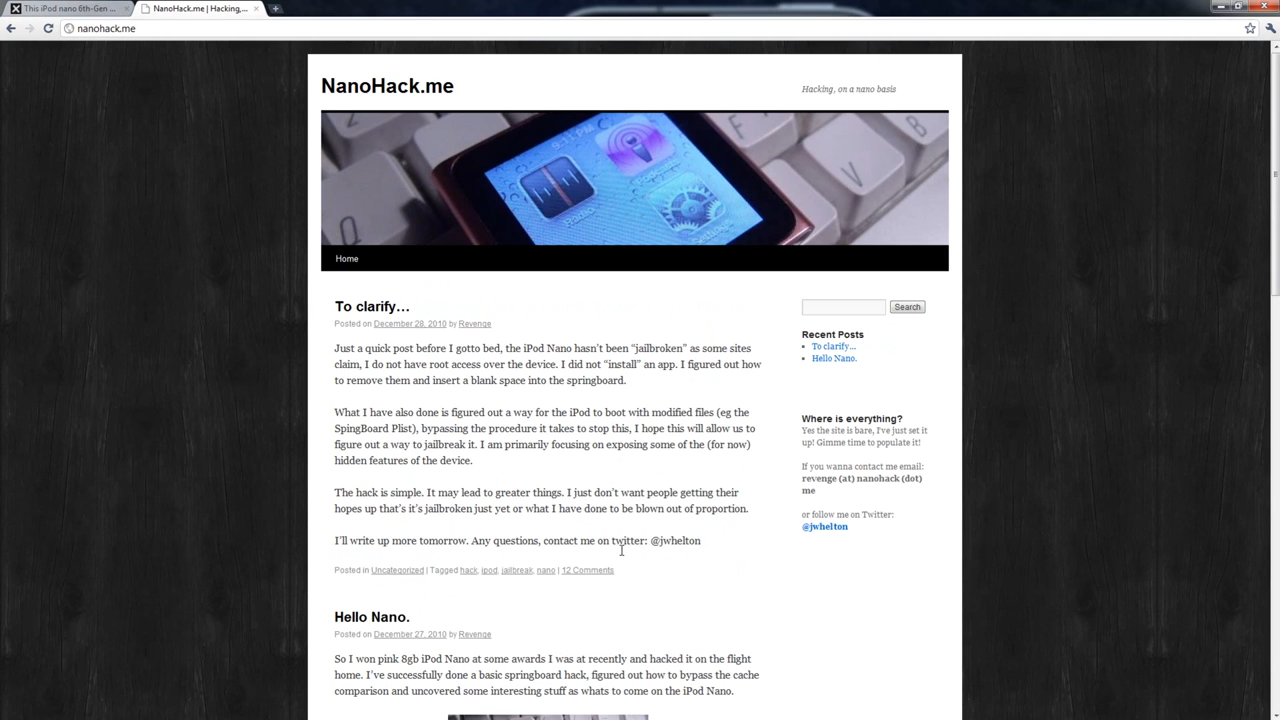 This iPod nano 6th-Gen ...
NanoHack.me | Hacking,...
nanohack.me
NanoHack.me
Hacking, on a nano basis
Radio
Settings
Home
To clarify…
Posted on December 28, 2010 by Revenge
Just a quick post before I gotto bed, the iPod Nano hasn't been “jailbroken” as some sites
claim, I do not have root access over the device. I did not “install” an app. I figured out how
to remove them and insert a blank space into the springboard.
What I have also done is figured out a way for the iPod to boot with modified files (eg the
SpingBoard Plist), bypassing the procedure it takes to stop this, I hope this will allow us to
figure out a way to jailbreak it. I am primarily focusing on exposing some of the (for now)
hidden features of the device.
The hack is simple. It may lead to greater things. I just don't want people getting their
hopes up that's it's jailbroken just yet or what I have done to be blown out of proportion.
I'll write up more tomorrow. Any questions, contact me on twitter: @jwhelton
Posted in Uncategorized | Tagged hack, ipod, jailbreak, nano | 12 Comments
Hello Nano.
Posted on December 27, 2010 by Revenge
So I won pink 8gb iPod Nano at some awards I was at recently and hacked it on the flight
home. I've successfully done a basic springboard hack, figured out how to bypass the cache
comparison and uncovered some interesting stuff as whats to come on the iPod Nano.
Search
Recent Posts
To clarify…
Hello Nano.
Where is everything?
Yes the site is bare, I've just set it
up! Gimme time to populate it!
If you wanna contact me email:
revenge (at) nanohack (dot)
me
or follow me on Twitter:
@jwhelton